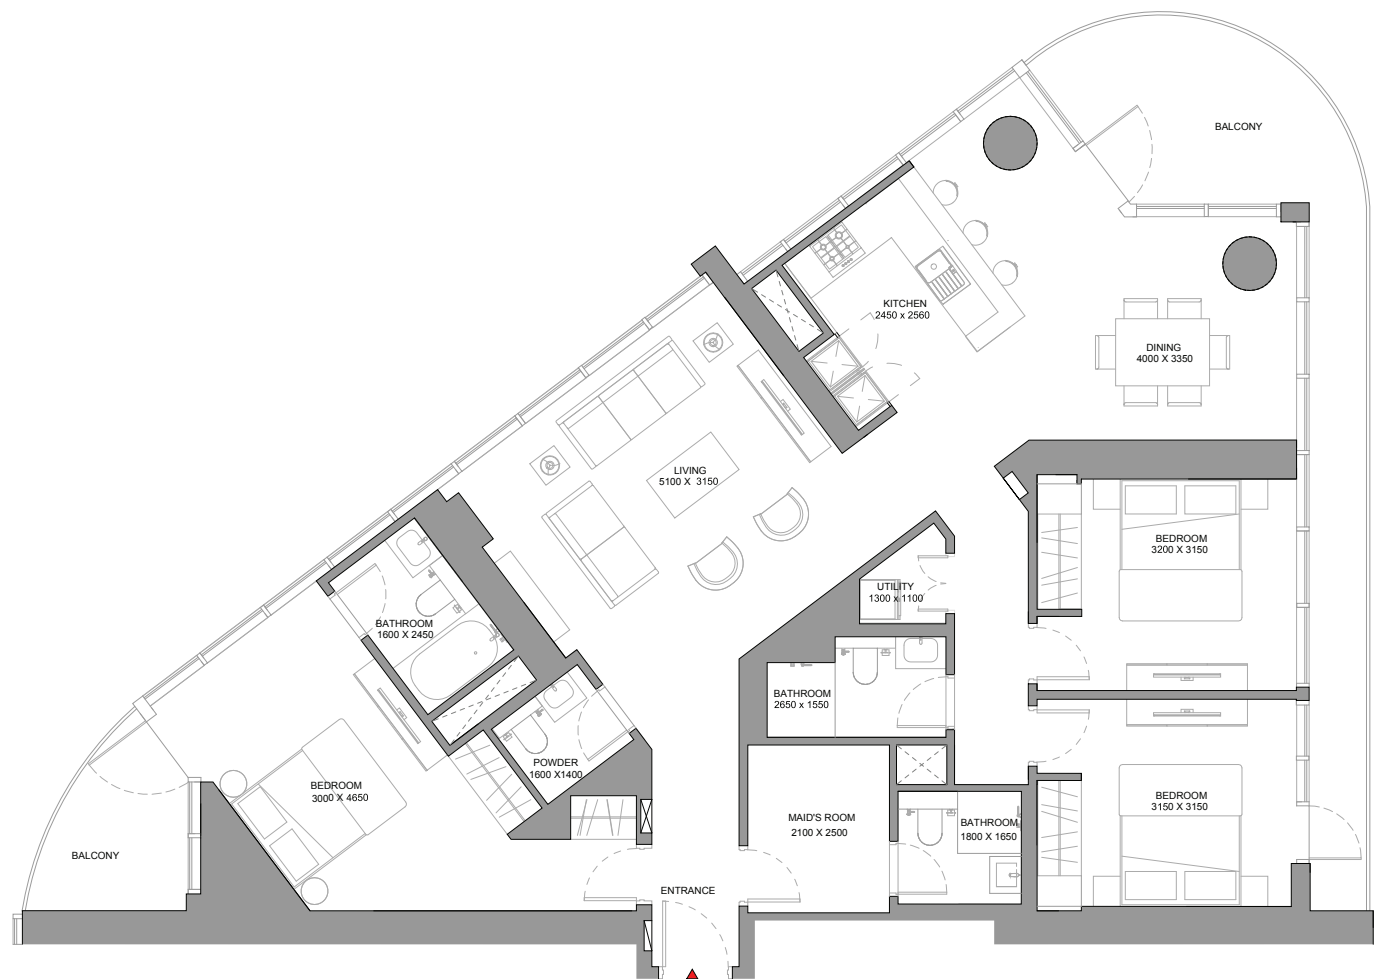 BALCONY
KITCHEN
2450 x 2560
DINING
4000 X 3350
LIVING
5100 X 3150
BEDROOM
3200 X 3150
UTILITY
1300 x 1100
BATHROOM
1600 X 2450
BATHROOM
2650 x 1550
POWDER
1600 X1400
BEDROOM
3000 X 4650
BEDROOM
3150 X 3150
MAID'S ROOM
2100 X 2500
BATHROOM
1800 X 1650
BALCONY
ENTRANCE